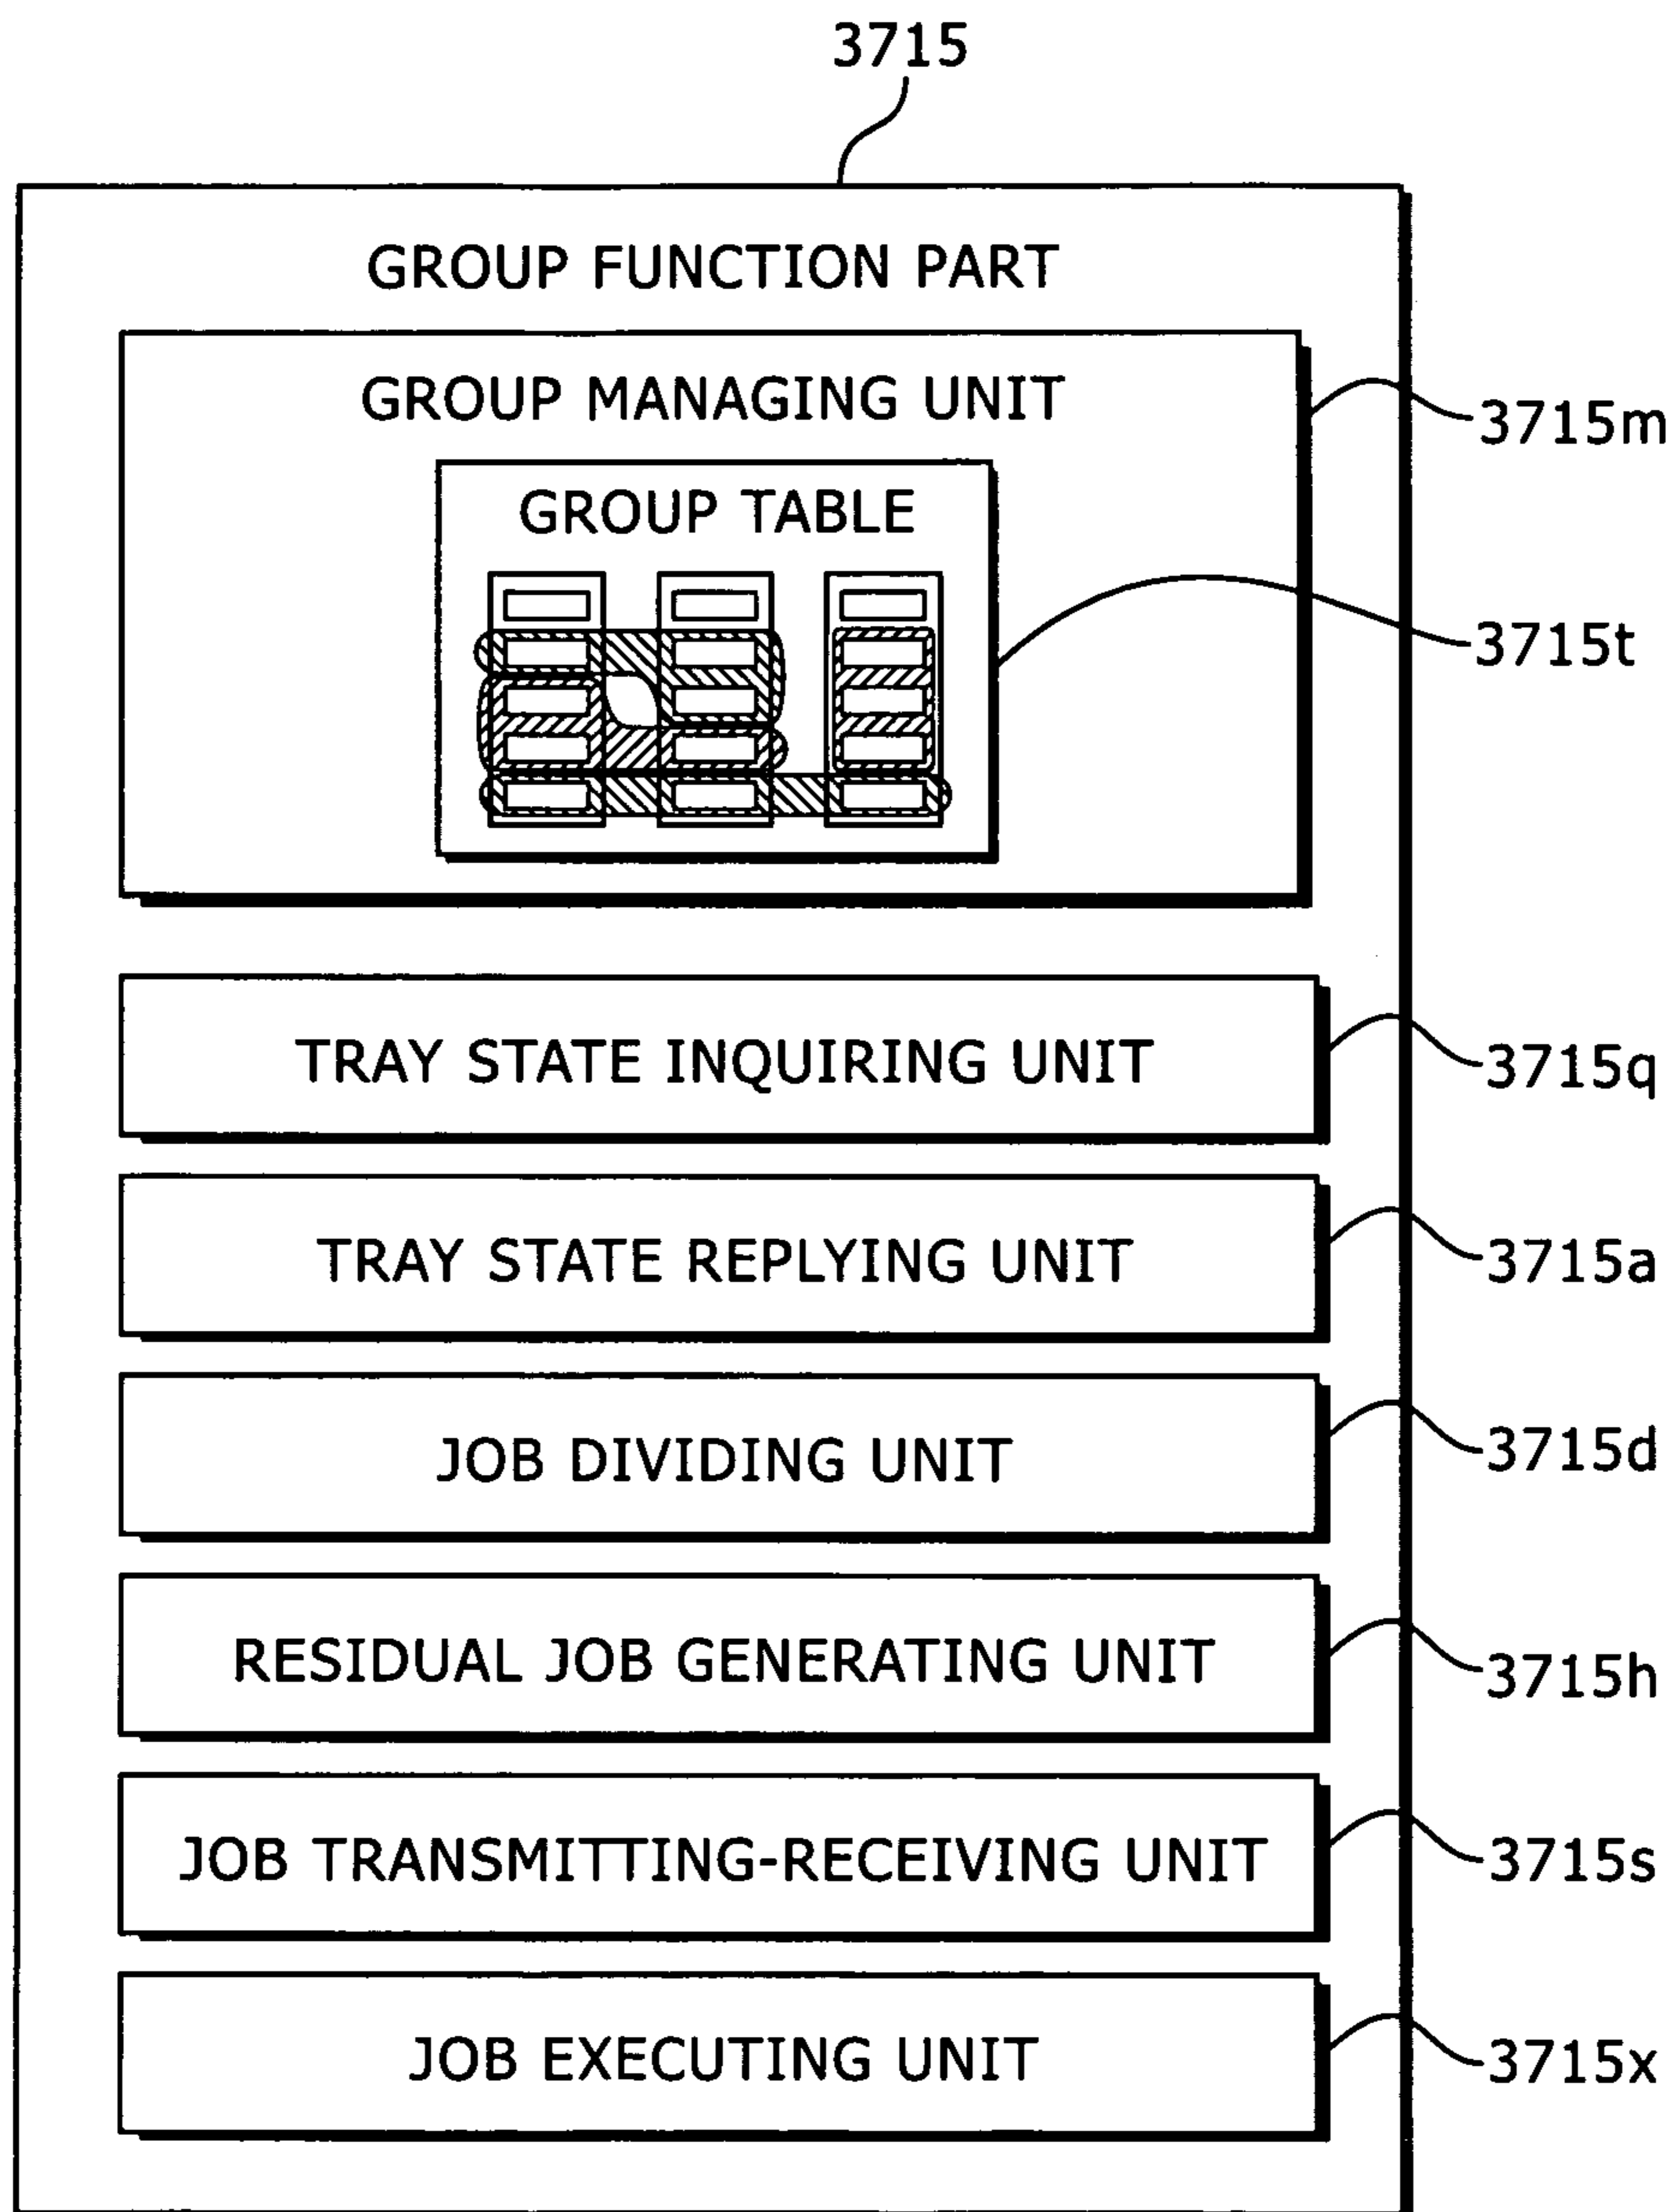 3715
GROUP FUNCTION PART
GROUP MANAGING UNIT
3715m
GROUP TABLE
3715t
TRAY STATE INQUIRING UNIT
3715q
TRAY STATE REPLYING UNIT
3715a
JOB DIVIDING UNIT
3715d
RESIDUAL JOB GENERATING UNIT
3715h
JOB TRANSMITTING-RECEIVING UNIT
3715s
JOB EXECUTING UNIT
3715x